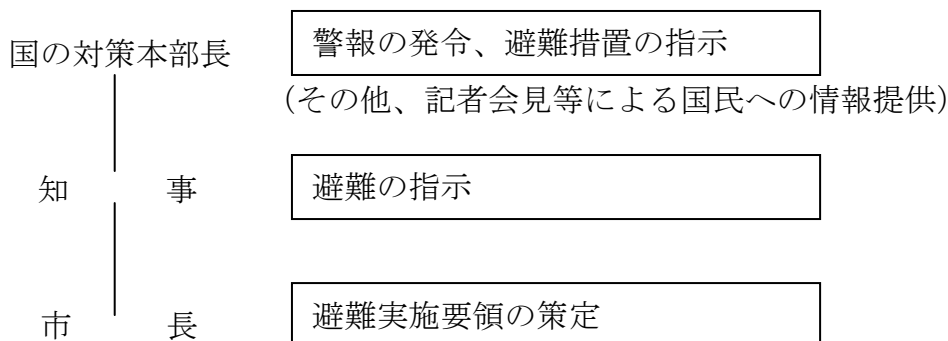 国の対策本部長 警報の発令、避難措置の指示
(その他、記者会見等による国民への情報提供)
知 事 避難の指示
市 長 避難実施要領の策定